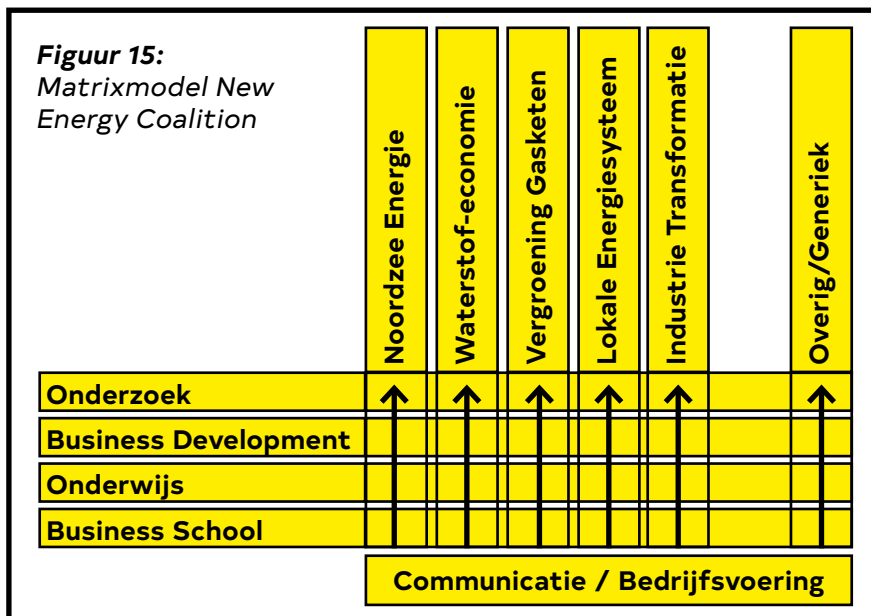 Figuur 15:
Matrixmodel New
Energy Coalition
Noordzee Energie
Waterstof-economie
Vergroening Gasketen
Lokale Energiesysteem
Industrie Transformatie
Overig/Generiek
Onderzoek
Business Development
Onderwijs
Business School
Communicatie / Bedrijfsvoering